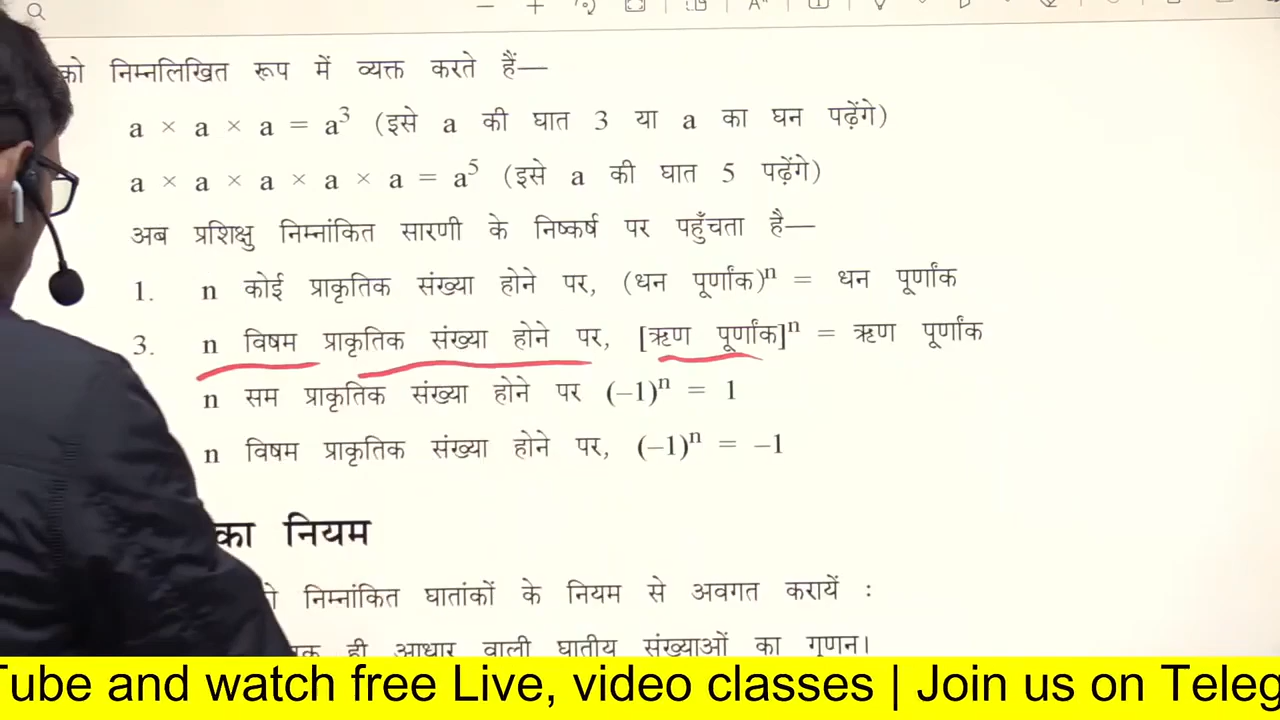 को निम्नलिखित रूप में व्यक्त करते हैं—
a × a × a = a³ (इसे a की घात 3 या a का घन पढ़ेंगे)
a × a × a × a × a = a⁵ (इसे a की घात 5 पढ़ेंगे)
अब प्रशिक्षु निम्नांकित सारणी के निष्कर्ष पर पहुँचता है—
1. n कोई प्राकृतिक संख्या होने पर, (धन पूर्णांक)ⁿ = धन पूर्णांक
3. n विषम प्राकृतिक संख्या होने पर, [ऋण पूर्णांक]ⁿ = ऋण पूर्णांक
n सम प्राकृतिक संख्या होने पर (–1)ⁿ = 1
n विषम प्राकृतिक संख्या होने पर, (–1)ⁿ = –1
का नियम
निम्नांकित घातांकों के नियम से अवगत करायें :
ही आधार वाली घातीय संख्याओं का गुणन।
Tube and watch free Live, video classes | Join us on Teleg